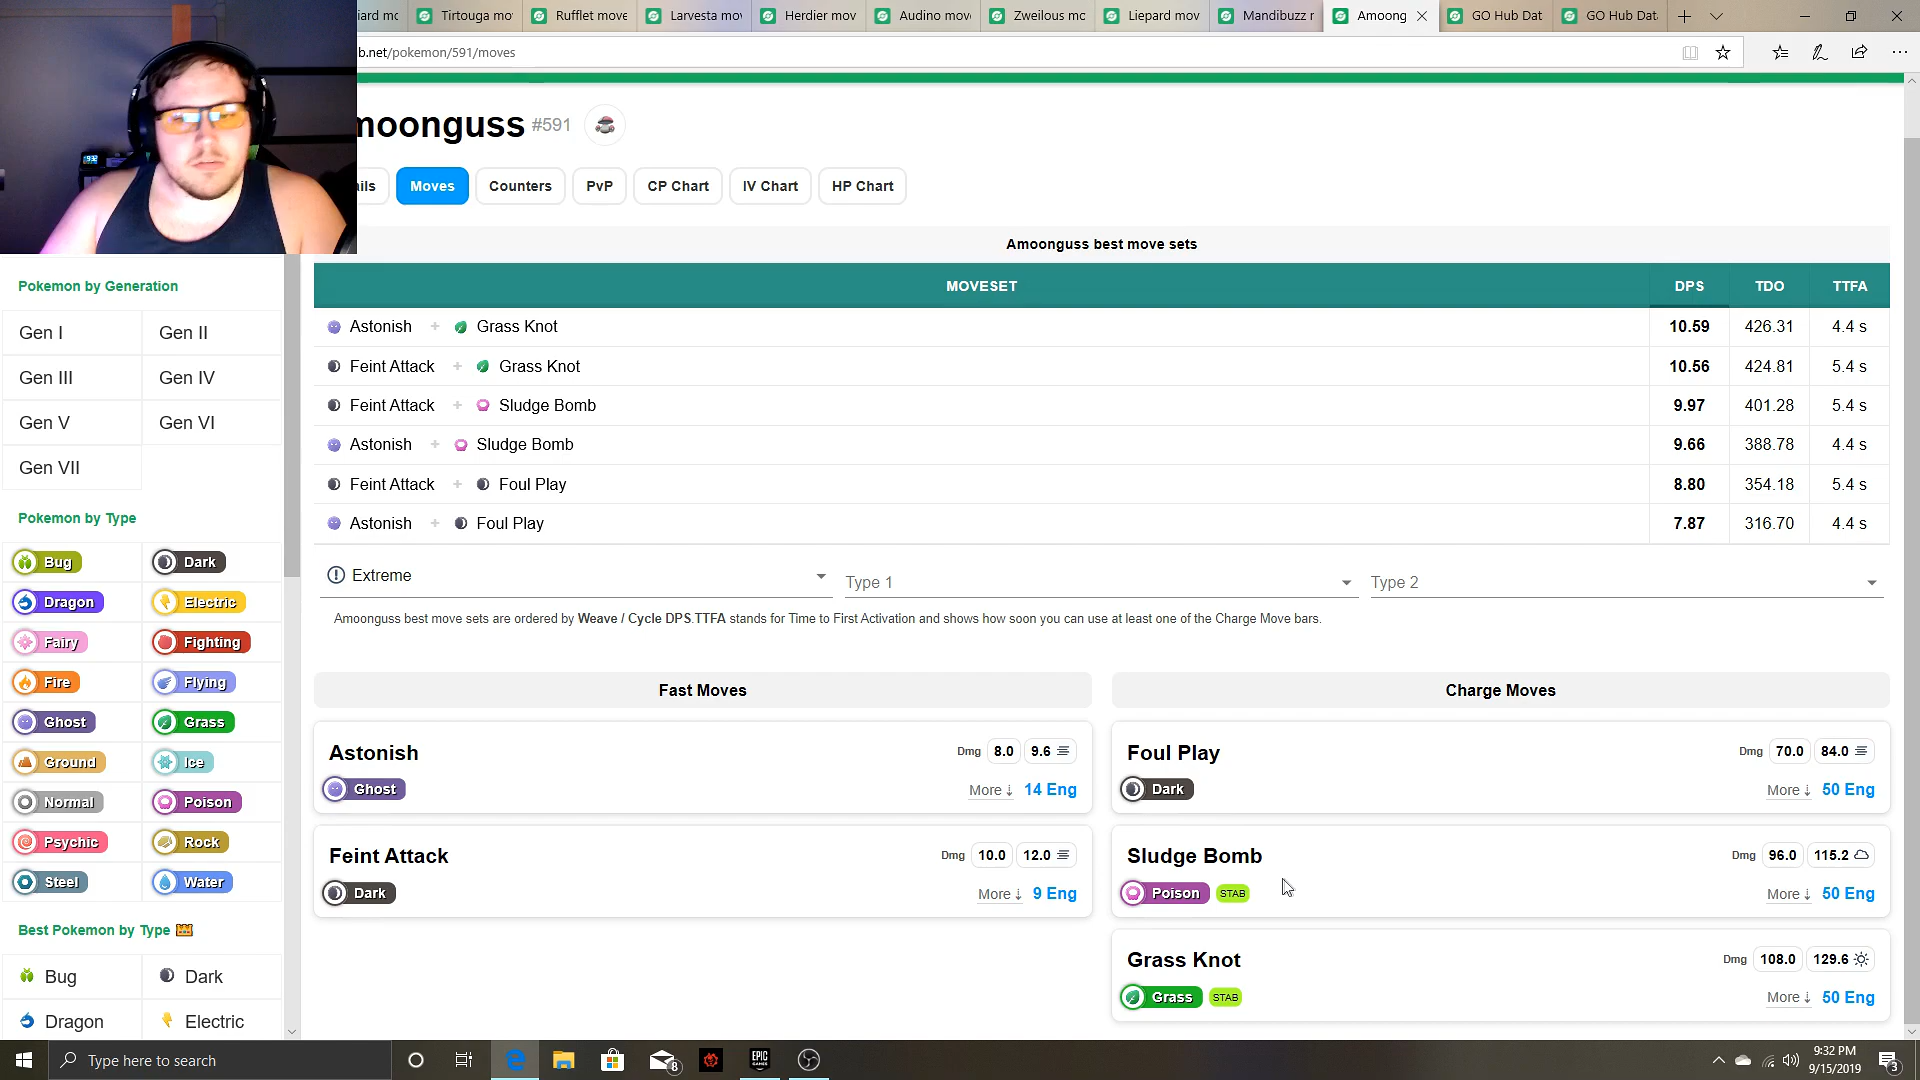 iard mc
Tirtouga mo
Rufflet move
Larvesta mo
Herdier mov
Audino mov
Zweilous mc
Liepard mov
Mandibuzz r
Amoong
GO Hub Dat
GO Hub Dat
b.net/pokemon/591/moves
moonguss #591
ils
Moves
Counters
PvP
CP Chart
IV Chart
HP Chart
Amoonguss best move sets
MOVESET DPS TDO TTFA
Astonish + Grass Knot 10.59 426.31 4.4 s
Feint Attack + Grass Knot 10.56 424.81 5.4 s
Feint Attack + Sludge Bomb 9.97 401.28 5.4 s
Astonish + Sludge Bomb 9.66 388.78 4.4 s
Feint Attack + Foul Play 8.80 354.18 5.4 s
Astonish + Foul Play 7.87 316.70 4.4 s
Extreme
Type 1
Type 2
Amoonguss best move sets are ordered by Weave / Cycle DPS.TTFA stands for Time to First Activation and shows how soon you can use at least one of the Charge Move bars.
Fast Moves
Astonish Dmg 8.0 9.6
Ghost More ↓ 14 Eng
Feint Attack Dmg 10.0 12.0
Dark More ↓ 9 Eng
Charge Moves
Foul Play Dmg 70.0 84.0
Dark More ↓ 50 Eng
Sludge Bomb Dmg 96.0 115.2
Poison STAB More ↓ 50 Eng
Grass Knot Dmg 108.0 129.6
Grass STAB More ↓ 50 Eng
Pokemon by Generation
Gen I Gen II
Gen III Gen IV
Gen V Gen VI
Gen VII
Pokemon by Type
Bug Dark
Dragon Electric
Fairy Fighting
Fire Flying
Ghost Grass
Ground Ice
Normal Poison
Psychic Rock
Steel Water
Best Pokemon by Type
Bug Dark
Dragon Electric
Type here to search
8
EPIC GAMES
9:32 PM
9/15/2019
3